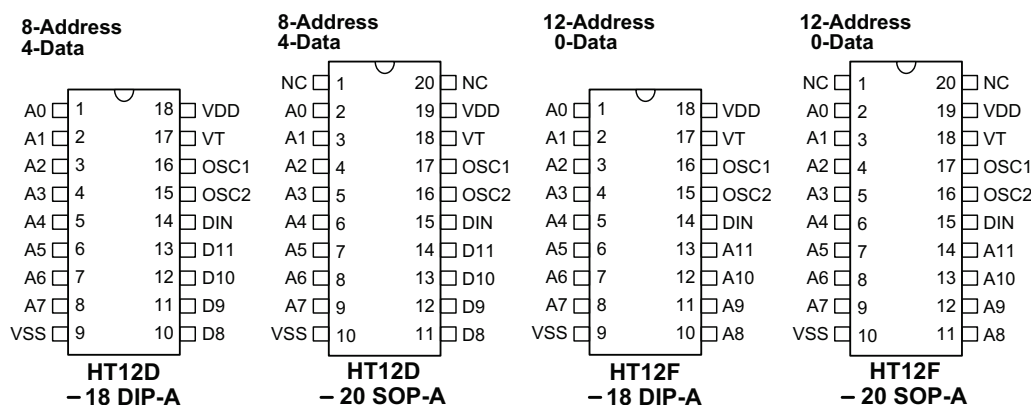 8-Address
4-Data
A0 1 18 VDD
A1 2 17 VT
A2 3 16 OSC1
A3 4 15 OSC2
A4 5 14 DIN
A5 6 13 D11
A6 7 12 D10
A7 8 11 D9
VSS 9 10 D8
HT12D
– 18 DIP-A
8-Address
4-Data
NC 1 20 NC
A0 2 19 VDD
A1 3 18 VT
A2 4 17 OSC1
A3 5 16 OSC2
A4 6 15 DIN
A5 7 14 D11
A6 8 13 D10
A7 9 12 D9
VSS 10 11 D8
HT12D
– 20 SOP-A
12-Address
0-Data
A0 1 18 VDD
A1 2 17 VT
A2 3 16 OSC1
A3 4 15 OSC2
A4 5 14 DIN
A5 6 13 A11
A6 7 12 A10
A7 8 11 A9
VSS 9 10 A8
HT12F
– 18 DIP-A
12-Address
0-Data
NC 1 20 NC
A0 2 19 VDD
A1 3 18 VT
A2 4 17 OSC1
A3 5 16 OSC2
A4 6 15 DIN
A5 7 14 A11
A6 8 13 A10
A7 9 12 A9
VSS 10 11 A8
HT12F
– 20 SOP-A